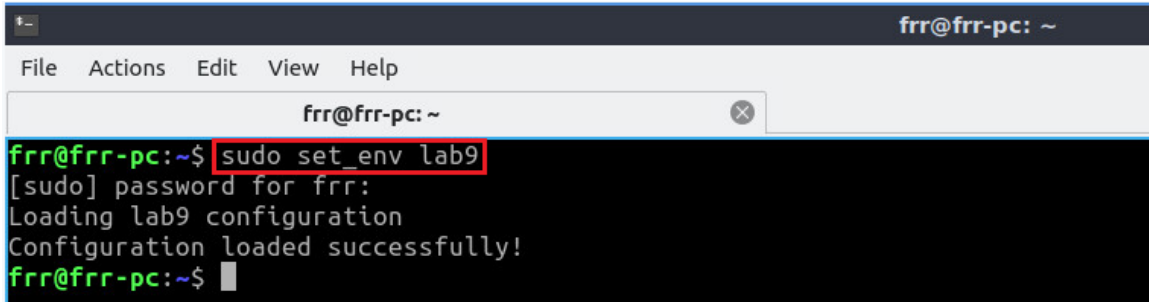 frr@frr-pc: ~
File Actions Edit View Help
frr@frr-pc: ~
frr@frr-pc:~$ sudo set_env lab9
[sudo] password for frr:
Loading lab9 configuration
Configuration loaded successfully!
frr@frr-pc:~$